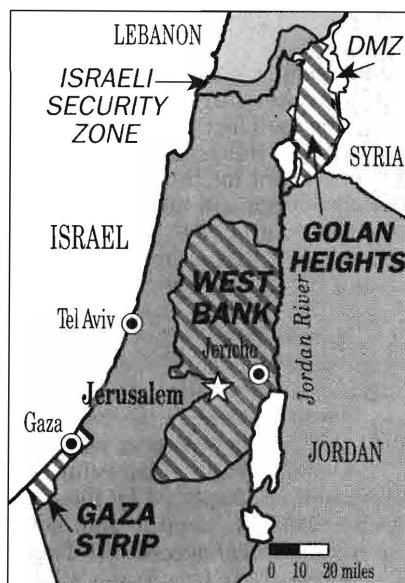 LEBANON
DMZ
ISRAELI
SECURITY
ZONE
SYRIA
ISRAEL
GOLAN
HEIGHTS
WEST
BANK
Tel Aviv
Jericho
Jordan River
Jerusalem
Gaza
JORDAN
GAZA
STRIP
0 10 20 miles